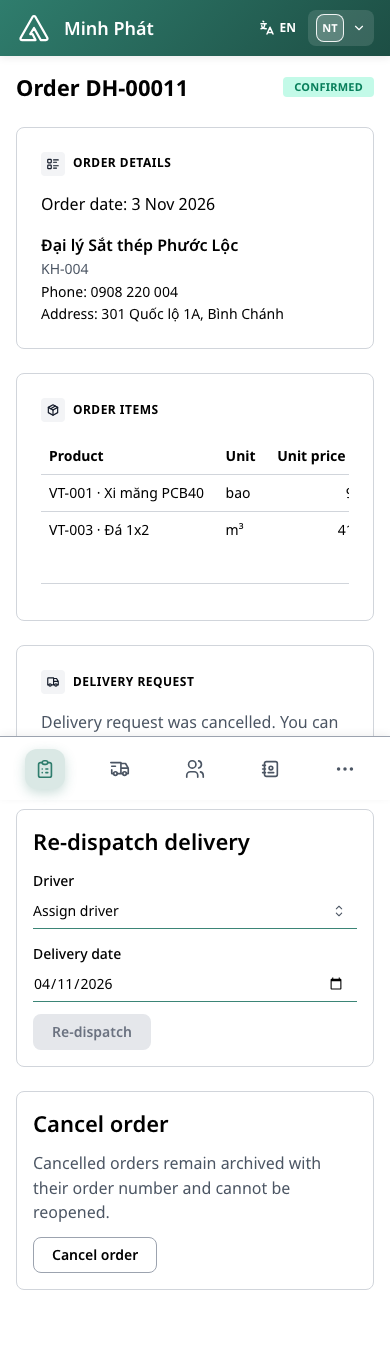 Minh Phát
EN
NT
Order DH-00011
CONFIRMED
ORDER DETAILS
Order date: 3 Nov 2026
Đại lý Sắt thép Phước Lộc
KH-004
Phone: 0908 220 004
Address: 301 Quốc lộ 1A, Bình Chánh
ORDER ITEMS
Product Unit Unit price
VT-001 · Xi măng PCB40 bao
VT-003 · Đá 1x2 m³
DELIVERY REQUEST
Delivery request was cancelled. You can
Re-dispatch delivery
Driver
Assign driver
Delivery date
04/11/2026
Re-dispatch
Cancel order
Cancelled orders remain archived with
their order number and cannot be
reopened.
Cancel order